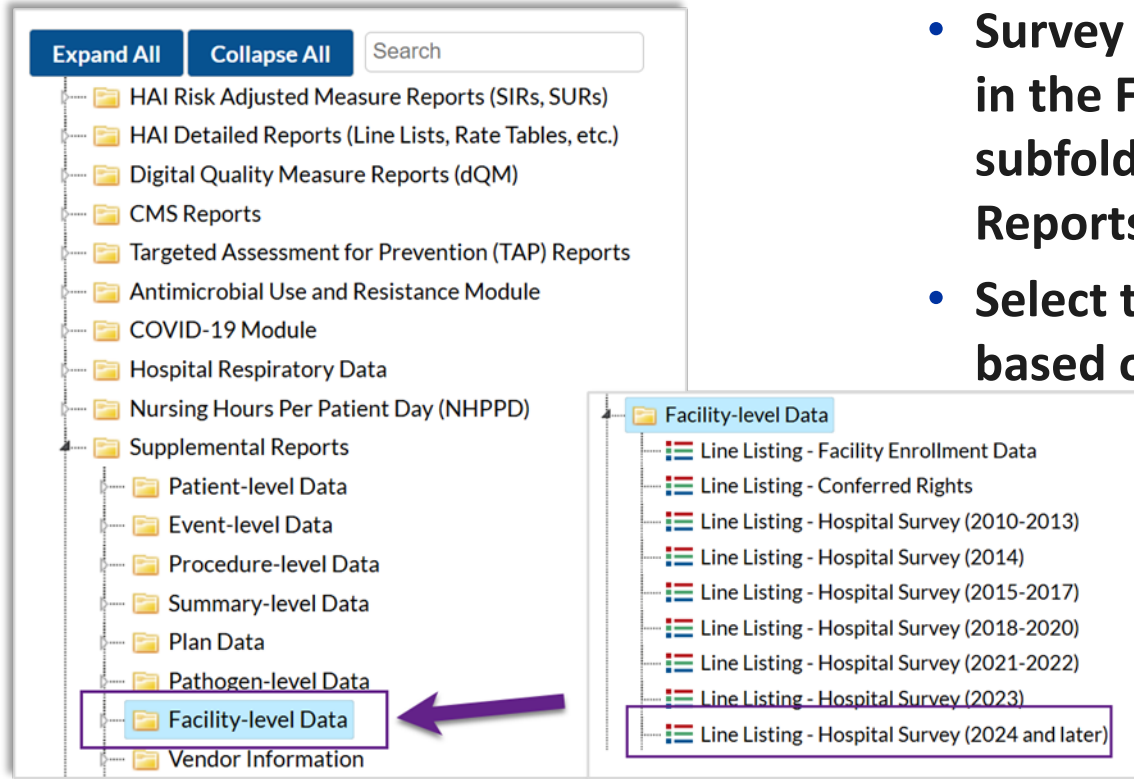 Expand All Collapse All Search
HAI Risk Adjusted Measure Reports (SIRs, SURs)
HAI Detailed Reports (Line Lists, Rate Tables, etc.)
Digital Quality Measure Reports (dQM)
CMS Reports
Targeted Assessment for Prevention (TAP) Reports
Antimicrobial Use and Resistance Module
COVID-19 Module
Hospital Respiratory Data
Nursing Hours Per Patient Day (NHPPD)
Supplemental Reports
Patient-level Data
Event-level Data
Procedure-level Data
Summary-level Data
Plan Data
Pathogen-level Data
Facility-level Data
Vendor Information
• Survey
in the F
subfold
Reports
• Select t
based o
Facility-level Data
Line Listing - Facility Enrollment Data
Line Listing - Conferred Rights
Line Listing - Hospital Survey (2010-2013)
Line Listing - Hospital Survey (2014)
Line Listing - Hospital Survey (2015-2017)
Line Listing - Hospital Survey (2018-2020)
Line Listing - Hospital Survey (2021-2022)
Line Listing - Hospital Survey (2023)
Line Listing - Hospital Survey (2024 and later)